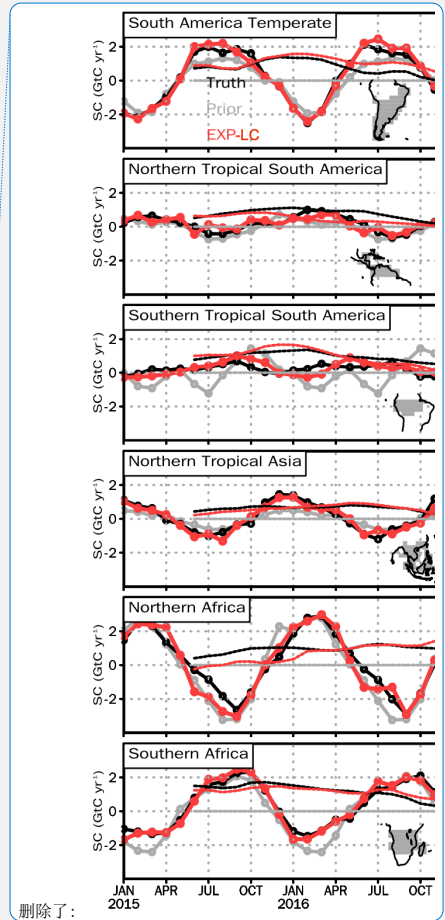 South America Temperate
2
0
-2
SC (GtC yr⁻¹)
Truth
Prior
EXP-LC
Northern Tropical South America
2
0
-2
SC (GtC yr⁻¹)
Southern Tropical South America
2
0
-2
SC (GtC yr⁻¹)
Northern Tropical Asia
2
0
-2
SC (GtC yr⁻¹)
Northern Africa
2
0
-2
SC (GtC yr⁻¹)
Southern Africa
2
0
-2
SC (GtC yr⁻¹)
JAN APR JUL OCT JAN APR JUL OCT
2015 2016
删除了: